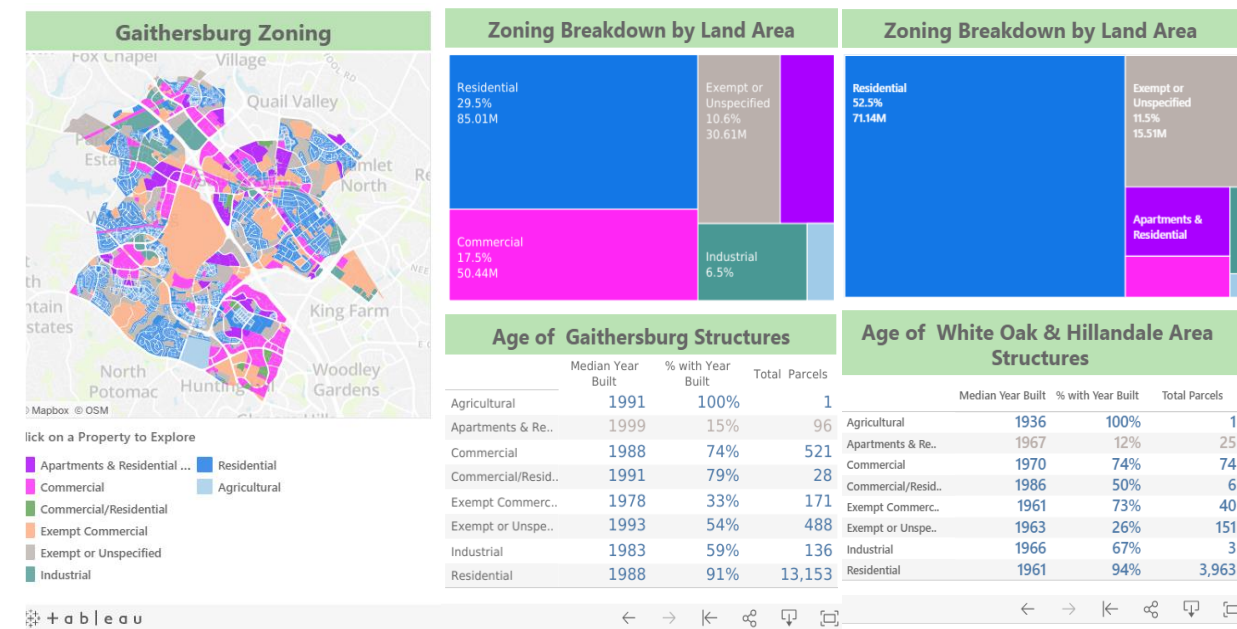 Gaithersburg Zoning
Fox Chapel
Village
Quail Valley
North
King Farm
North
Potomac
Woodley
Gardens
Mapbox © OSM
lick on a Property to Explore
Apartments & Residential ...
Residential
Commercial
Agricultural
Commercial/Residential
Exempt Commercial
Exempt or Unspecified
Industrial
+ a b | e a u
Zoning Breakdown by Land Area
Residential
29.5%
85.01M
Exempt or
Unspecified
10.6%
30.61M
Commercial
17.5%
50.44M
Industrial
6.5%
Age of Gaithersburg Structures
Median Year Built % with Year Built Total Parcels
Agricultural 1991 100% 1
Apartments & Re.. 1999 15% 96
Commercial 1988 74% 521
Commercial/Resid.. 1991 79% 28
Exempt Commerc.. 1978 33% 171
Exempt or Unspe.. 1993 54% 488
Industrial 1983 59% 136
Residential 1988 91% 13,153
Zoning Breakdown by Land Area
Residential
52.5%
71.14M
Exempt or
Unspecified
11.5%
15.51M
Apartments &
Residential
Age of White Oak & Hillandale Area
Structures
Median Year Built % with Year Built Total Parcels
Agricultural 1936 100% 1
Apartments & Re.. 1967 12% 25
Commercial 1970 74% 74
Commercial/Resid.. 1986 50% 6
Exempt Commerc.. 1961 73% 40
Exempt or Unspe.. 1963 26% 151
Industrial 1966 67% 3
Residential 1961 94% 3,963